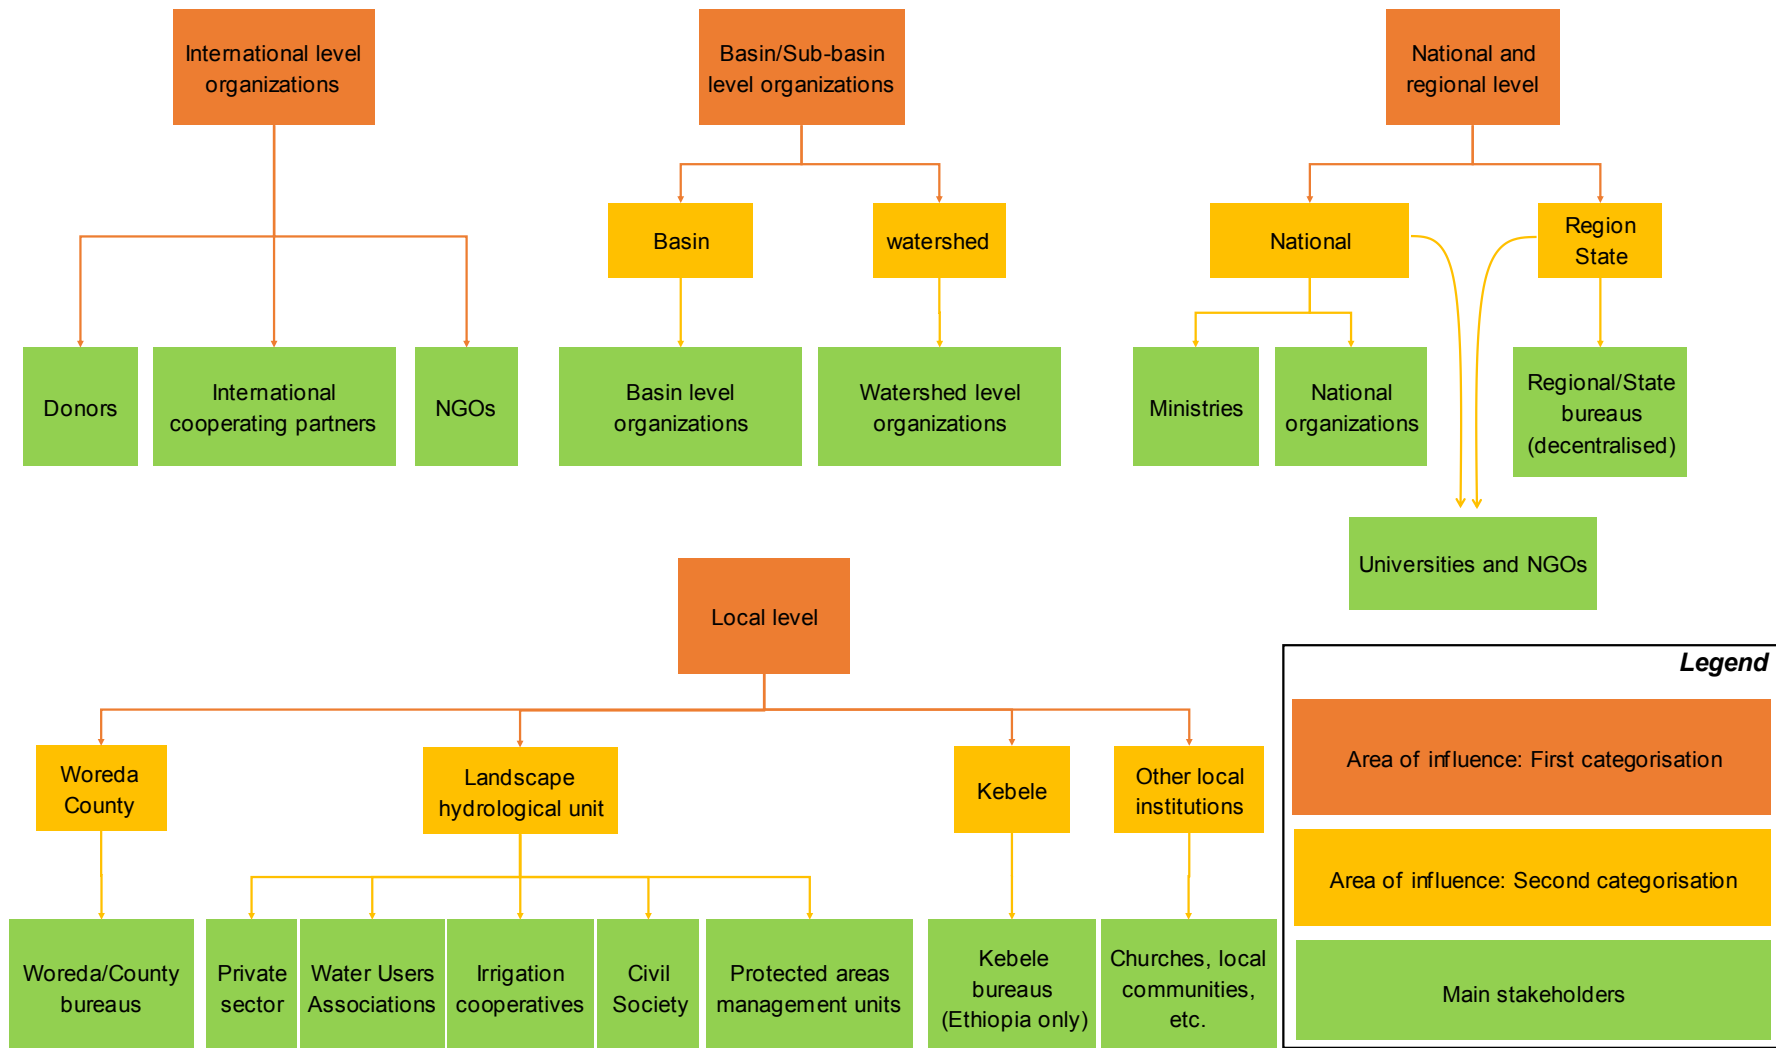 International level
organizations
Basin/Sub-basin
level organizations
National and
regional level
Basin
watershed
National
Region
State
Donors
International
cooperating partners
NGOs
Basin level
organizations
Watershed level
organizations
Ministries
National
organizations
Regional/State
bureaus
(decentralised)
Universities and NGOs
Local level
Woreda
County
Landscape
hydrological unit
Kebele
Other local
institutions
Woreda/County
bureaus
Private
sector
Water Users
Associations
Irrigation
cooperatives
Civil
Society
Protected areas
management units
Kebele
bureaus
(Ethiopia only)
Churches, local
communities,
etc.
Legend
Area of influence: First categorisation
Area of influence: Second categorisation
Main stakeholders